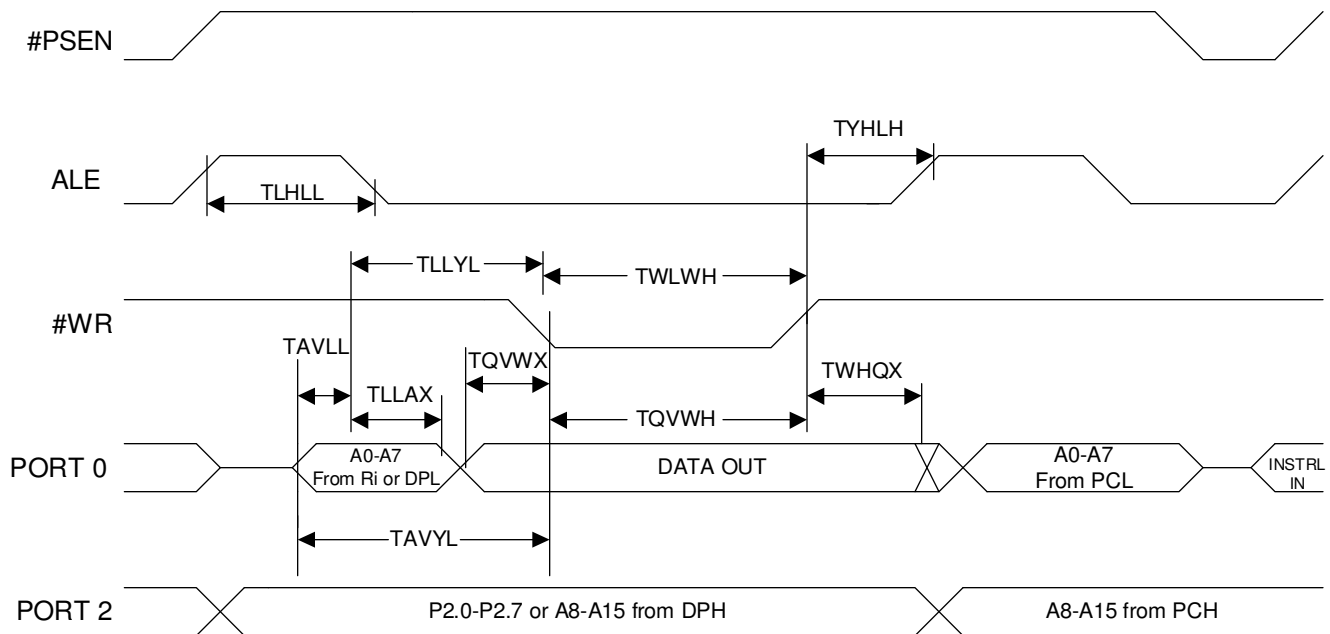 #PSEN
TYHLH
ALE
TLHLL
TLLYL
TWLWH
#WR
TAVLL
TQVWX
TWHQX
TLLAX
TQVWH
PORT 0
A0-A7
From Ri or DPL
DATA OUT
A0-A7
From PCL
INSTRL
IN
TAVYL
PORT 2
P2.0-P2.7 or A8-A15 from DPH
A8-A15 from PCH